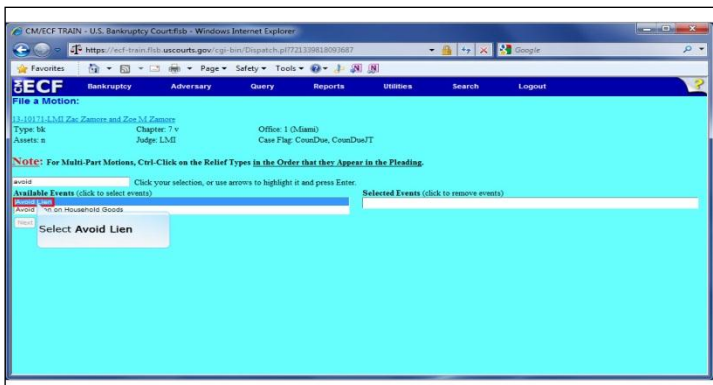 CM/ECF TRAIN - U.S. Bankruptcy Court:flsb - Windows Internet Explorer
https://ecf-train.flsb.uscourts.gov/cgi-bin/Dispatch.pl?721339818093687
Google
Favorites Page Safety Tools
ECF Bankruptcy Adversary Query Reports Utilities Search Logout ?
File a Motion:
13-10171-LMI Zac Zamore and Zoe M Zamore
Type: bk Chapter: 7 v Office: 1 (Miami)
Assets: n Judge: LMI Case Flag: CounDue, CounDueJT
Note: For Multi-Part Motions, Ctrl-Click on the Relief Types in the Order that they Appear in the Pleading.
avoid Click your selection, or use arrows to highlight it and press Enter.
Available Events (click to select events) Selected Events (click to remove events)
Avoid Lien
Avoid on on Household Goods
Next
Select Avoid Lien